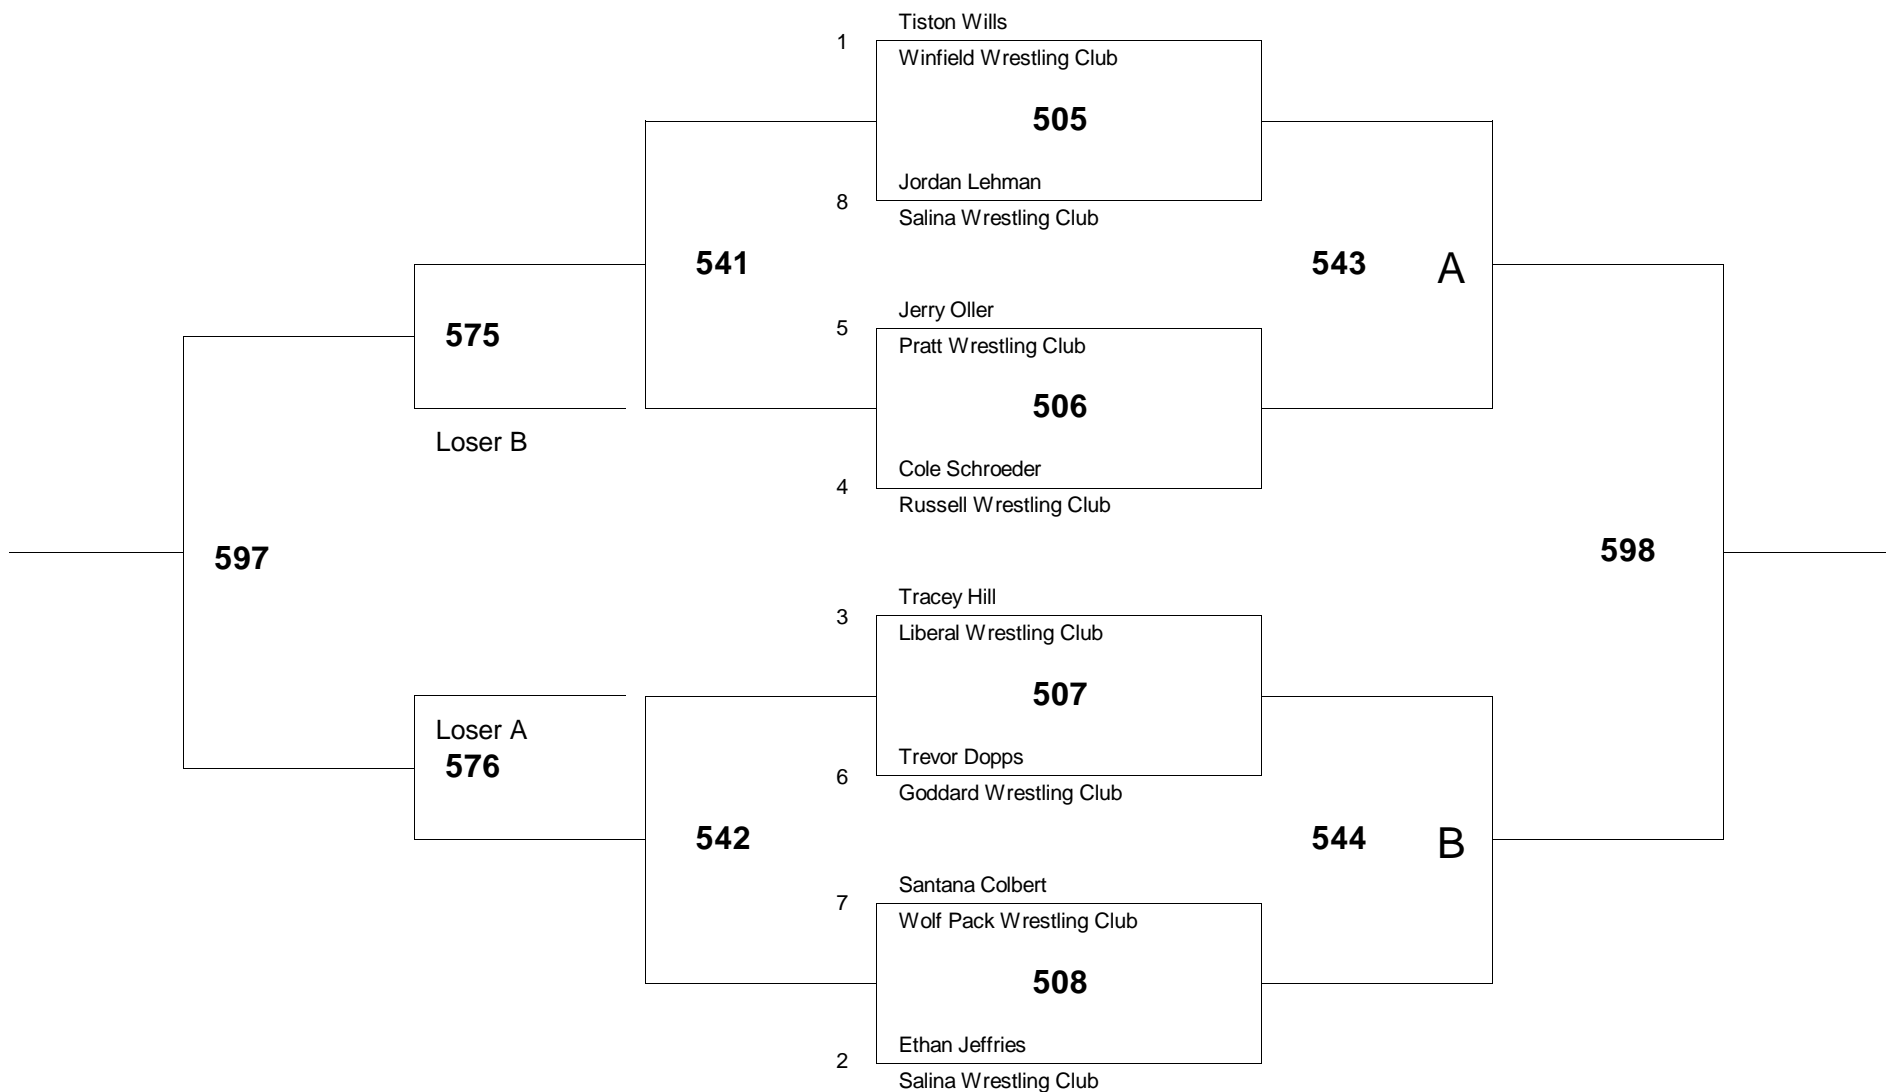 Tiston Wills
1
Winfield Wrestling Club
505
Jordan Lehman
8
Salina Wrestling Club
541
543 A
Jerry Oller
5
Pratt Wrestling Club
575
506
Loser B
Cole Schroeder
4
Russell Wrestling Club
597
598
Tracey Hill
3
Liberal Wrestling Club
507
Loser A
576
Trevor Dopps
6
Goddard Wrestling Club
542
544 B
Santana Colbert
7
Wolf Pack Wrestling Club
508
Ethan Jeffries
2
Salina Wrestling Club